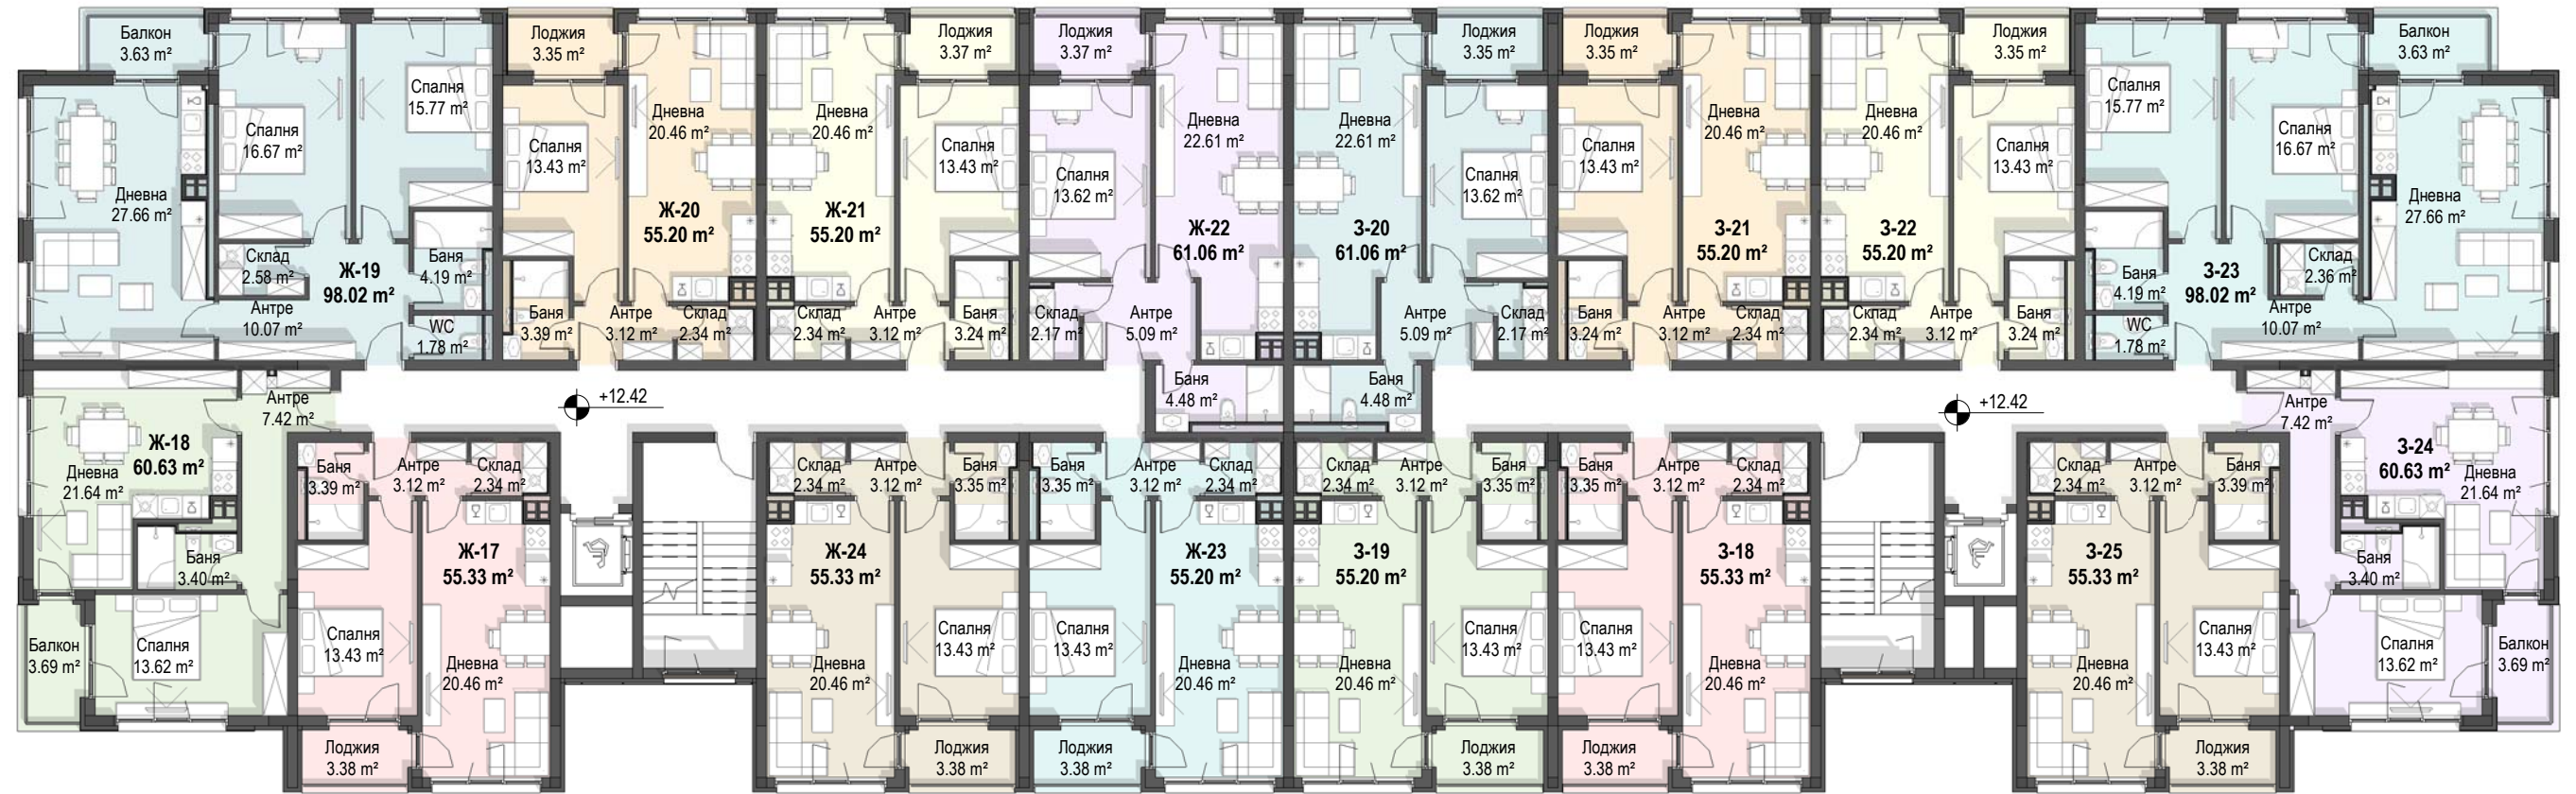 Балкон
3.63 m²
Дневна
27.66 m²
Спалня
16.67 m²
Спалня
15.77 m²
Склад
2.58 m²
Ж-19
98.02 m²
Антре
10.07 m²
Баня
4.19 m²
WC
1.78 m²
Лоджия
3.35 m²
Спалня
13.43 m²
Дневна
20.46 m²
Ж-20
55.20 m²
Баня
3.39 m²
Антре
3.12 m²
Склад
2.34 m²
Лоджия
3.37 m²
Дневна
20.46 m²
Спалня
13.43 m²
Ж-21
55.20 m²
Склад
2.34 m²
Антре
3.12 m²
Баня
3.24 m²
Лоджия
3.37 m²
Спалня
13.62 m²
Дневна
22.61 m²
Ж-22
61.06 m²
Склад
2.17 m²
Антре
5.09 m²
Баня
4.48 m²
Лоджия
3.35 m²
Дневна
22.61 m²
Спалня
13.62 m²
З-20
61.06 m²
Антре
5.09 m²
Склад
2.17 m²
Баня
4.48 m²
Лоджия
3.35 m²
Спалня
13.43 m²
Дневна
20.46 m²
З-21
55.20 m²
Баня
3.24 m²
Антре
3.12 m²
Склад
2.34 m²
Лоджия
3.35 m²
Дневна
20.46 m²
Спалня
13.43 m²
З-22
55.20 m²
Склад
2.34 m²
Антре
3.12 m²
Баня
3.24 m²
Балкон
3.63 m²
Спалня
15.77 m²
Спалня
16.67 m²
Дневна
27.66 m²
З-23
98.02 m²
Склад
2.36 m²
Баня
4.19 m²
Антре
10.07 m²
WC
1.78 m²
+12.42
+12.42
Антре
7.42 m²
Ж-18
60.63 m²
Дневна
21.64 m²
Баня
3.40 m²
Балкон
3.69 m²
Спалня
13.62 m²
Баня
3.39 m²
Антре
3.12 m²
Склад
2.34 m²
Ж-17
55.33 m²
Спалня
13.43 m²
Дневна
20.46 m²
Лоджия
3.38 m²
Склад
2.34 m²
Антре
3.12 m²
Баня
3.35 m²
Ж-24
55.33 m²
Дневна
20.46 m²
Спалня
13.43 m²
Лоджия
3.38 m²
Баня
3.35 m²
Антре
3.12 m²
Склад
2.34 m²
Ж-23
55.20 m²
Спалня
13.43 m²
Дневна
20.46 m²
Лоджия
3.38 m²
Склад
2.34 m²
Антре
3.12 m²
Баня
3.35 m²
З-19
55.20 m²
Дневна
20.46 m²
Спалня
13.43 m²
Лоджия
3.38 m²
Баня
3.35 m²
Антре
3.12 m²
Склад
2.34 m²
З-18
55.33 m²
Спалня
13.43 m²
Дневна
20.46 m²
Лоджия
3.38 m²
Склад
2.34 m²
Антре
3.12 m²
Баня
3.39 m²
З-25
55.33 m²
Дневна
20.46 m²
Спалня
13.43 m²
Лоджия
3.38 m²
Антре
7.42 m²
З-24
60.63 m²
Дневна
21.64 m²
Баня
3.40 m²
Спалня
13.62 m²
Балкон
3.69 m²